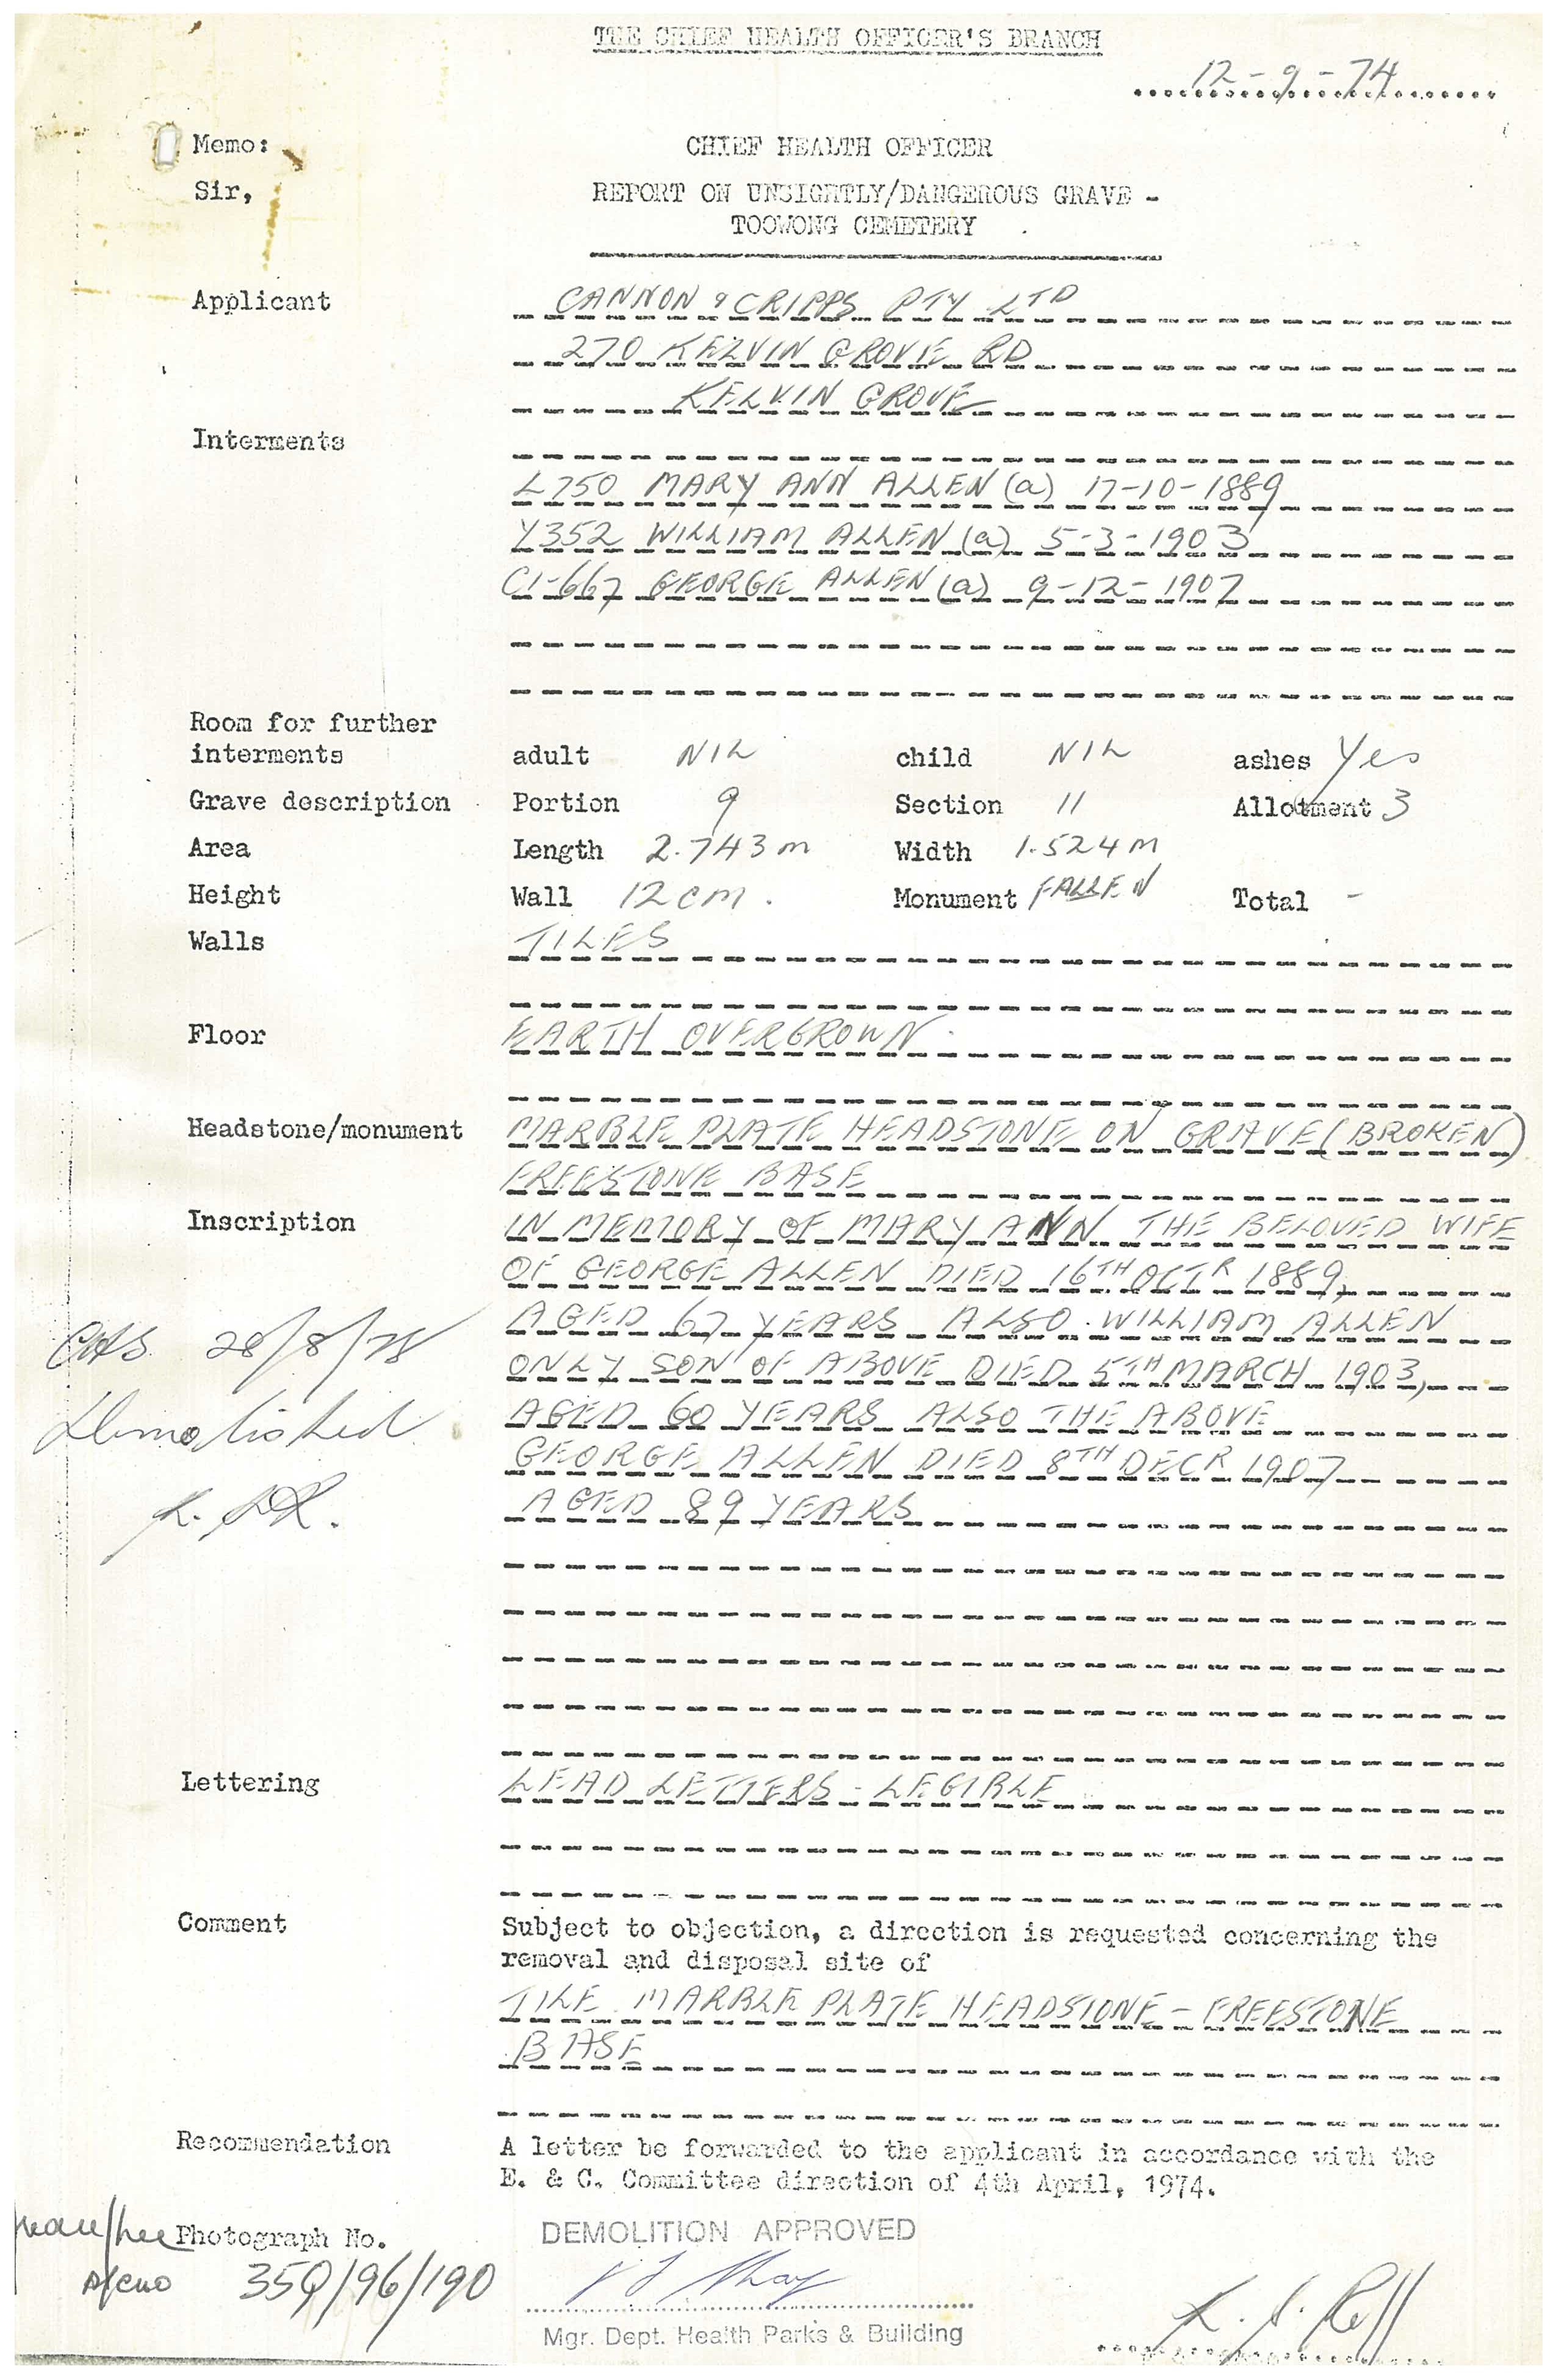 THE CHIEF HEALTH OFFICER'S BRANCH
12-9-74
Memo:
CHIEF HEALTH OFFICER
Sir,
REPORT ON UNSIGHTLY/DANGEROUS GRAVE -
TOOWONG CEMETERY
Applicant CANNON & CRIPPS PTY LTD
270 KELVIN GROVE RD
KELVIN GROVE
Interments
L750 MARY ANN ALLEN (a) 17-10-1889
Y352 WILLIAM ALLEN (a) 5-3-1903
C1-667 GEORGE ALLEN (a) 9-12-1907
Room for further
interments adult NIL child NIL ashes Yes
Grave description Portion 9 Section 11 Allotment 3
Area Length 2.743m Width 1.524m
Height Wall 12cm. Monument FALLEN Total -
Walls TILES
Floor EARTH OVERGROWN.
Headstone/monument MARBLE PLATE HEADSTONE ON GRAVE (BROKEN)
FREESTONE BASE
Inscription IN MEMORY OF MARY ANN THE BELOVED WIFE
OF GEORGE ALLEN DIED 16TH OCTR 1889,
AGED 67 YEARS ALSO. WILLIAM ALLEN
ONLY SON OF ABOVE DIED 5TH MARCH 1903,
AGED 60 YEARS ALSO THE ABOVE
GEORGE ALLEN DIED 8TH DECR 1907
AGED 89 YEARS
28/8/78
Demolished
Lettering LEAD LETTERS - LEGIBLE
Comment Subject to objection, a direction is requested concerning the
removal and disposal site of
TILE MARBLE PLATE HEADSTONE - FREESTONE
BASE
Recommendation A letter be forwarded to the applicant in accordance with the
E. & C. Committee direction of 4th April, 1974.
Photograph No. DEMOLITION APPROVED
35Q/96/190
Mgr. Dept. Health Parks & Building